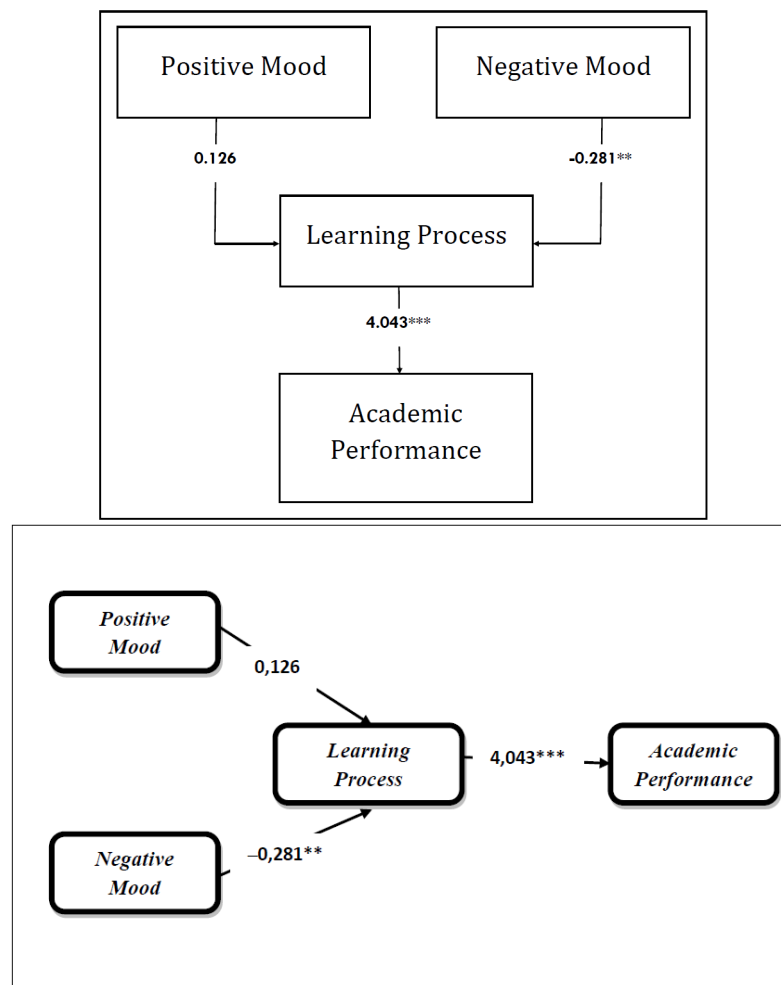 Positive Mood
Negative Mood
0.126
-0.281**
Learning Process
4.043***
Academic
Performance
Positive
Mood
0,126
Learning
Process
4,043***
Academic
Performance
–0,281**
Negative
Mood